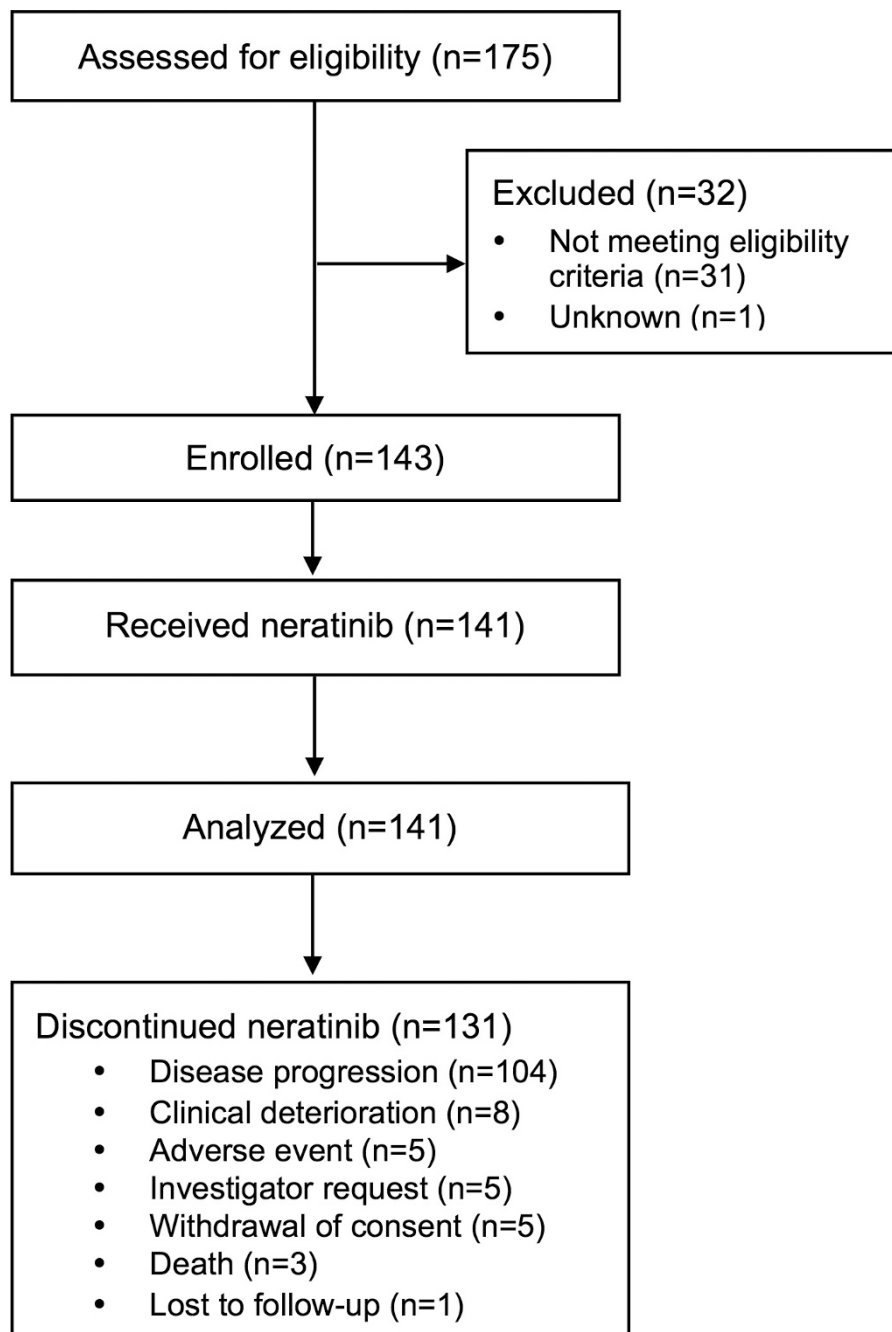 Assessed for eligibility (n=175)
Excluded (n=32)
• Not meeting eligibility
criteria (n=31)
• Unknown (n=1)
Enrolled (n=143)
Received neratinib (n=141)
Analyzed (n=141)
Discontinued neratinib (n=131)
• Disease progression (n=104)
• Clinical deterioration (n=8)
• Adverse event (n=5)
• Investigator request (n=5)
• Withdrawal of consent (n=5)
• Death (n=3)
• Lost to follow-up (n=1)